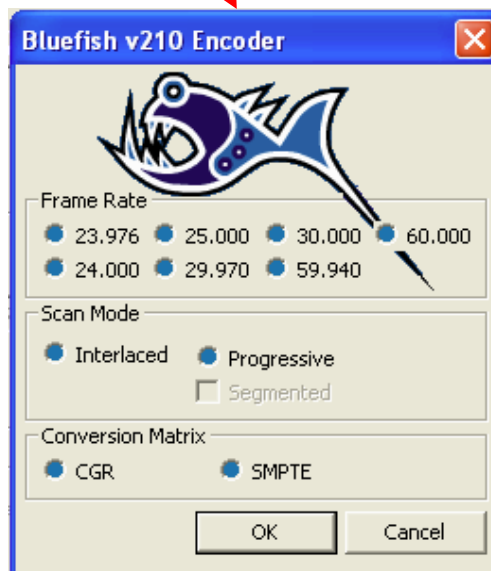 Bluefish v210 Encoder
Frame Rate
23.976 25.000 30.000 60.000
24.000 29.970 59.940
Scan Mode
Interlaced Progressive
Segmented
Conversion Matrix
CGR SMPTE
OK Cancel